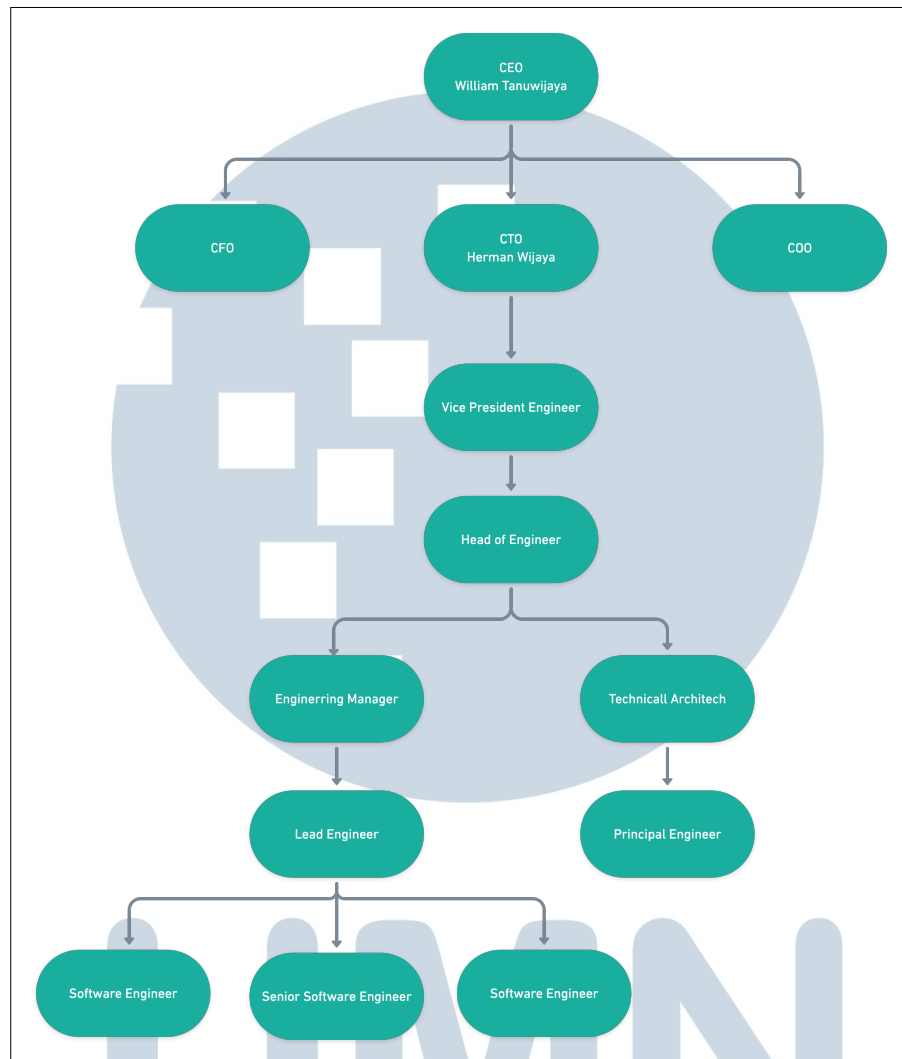 CEO
William Tanuwijaya
CFO
CTO
Herman Wijaya
COO
Vice President Engineer
Head of Engineer
Enginerring Manager
Technicall Architech
Lead Engineer
Principal Engineer
Software Engineer
Senior Software Engineer
Software Engineer